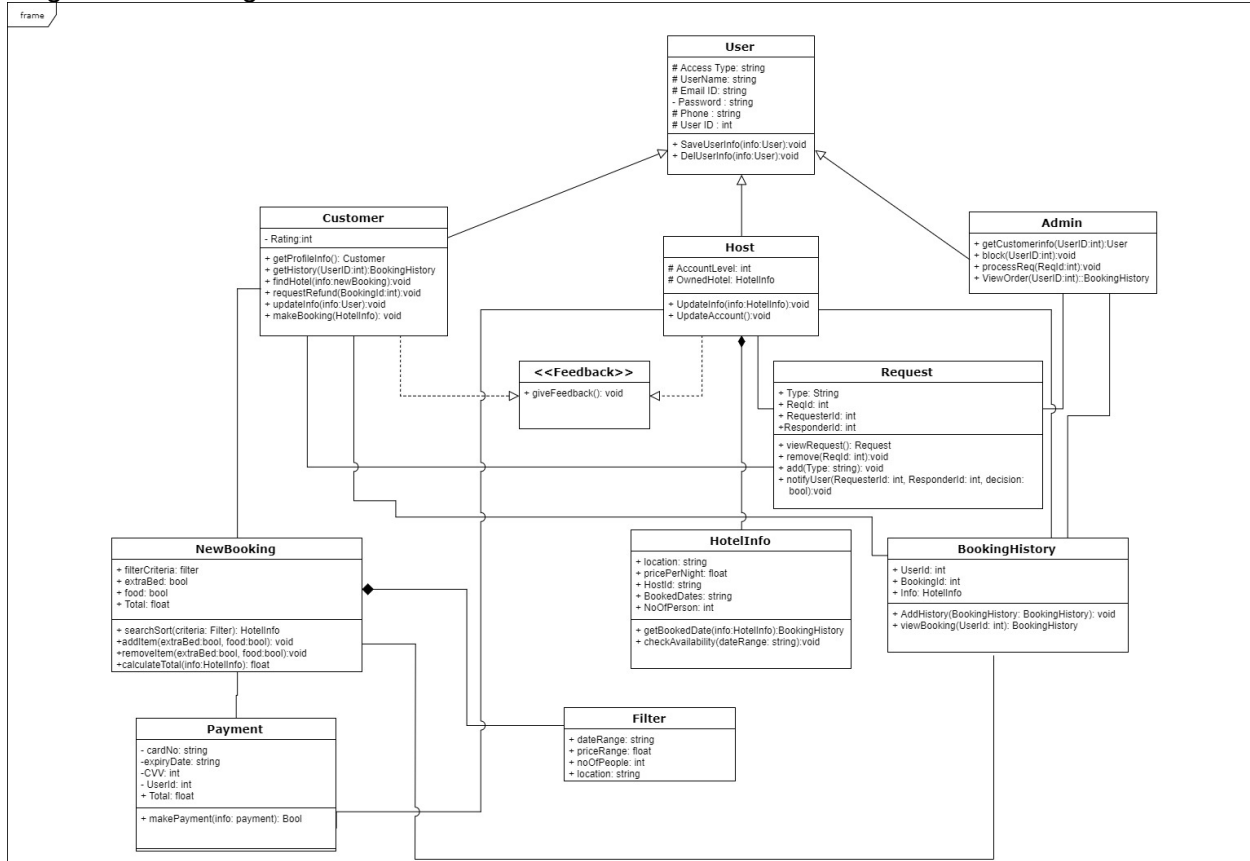 frame
User
# Access Type: string
# UserName: string
# Email ID: string
- Password : string
# Phone : string
# User ID : int
+ SaveUserInfo(info:User):void
+ DelUserInfo(info:User):void
Customer
- Rating:int
+ getProfileInfo(): Customer
+ getHistory(UserID:int):BookingHistory
+ findHotel(info:newBooking):void
+ requestRefund(BookingId:int):void
+ updateInfo(info:User):void
+ makeBooking(HotelInfo): void
Host
# AccountLevel: int
# OwnedHotel: HotelInfo
+ UpdateInfo(info:HotelInfo):void
+ UpdateAccount():void
Admin
+ getCustomerinfo(UserID:int):User
+ block(UserID:int):void
+ processReq(ReqId:int):void
+ ViewOrder(UserID:int)::BookingHistory
<<Feedback>>
+ giveFeedback(): void
Request
+ Type: String
+ ReqId: int
+ RequesterId: int
+ResponderId: int
+ viewRequest(): Request
+ remove(ReqId: int):void
+ add(Type: string): void
+ notifyUser(RequesterId: int, ResponderId: int, decision:
bool):void
NewBooking
+ filterCriteria: filter
+ extraBed: bool
+ food: bool
+ Total: float
+ searchSort(criteria: Filter): HotelInfo
+addItem(extraBed:bool, food:bool): void
+removeItem(extraBed:bool, food:bool):void
+calculateTotal(info:HotelInfo): float
HotelInfo
+ location: string
+ pricePerNight: float
+ HostId: string
+ BookedDates: string
+ NoOfPerson: int
+ getBookedDate(info:HotelInfo):BookingHistory
+ checkAvailability(dateRange: string):void
BookingHistory
+ UserId: int
+ BookingId: int
+ Info: HotelInfo
+ AddHistory(BookingHistory: BookingHistory): void
+ viewBooking(UserId: int): BookingHistory
Payment
- cardNo: string
-expiryDate: string
-CVV: int
- UserId: int
+ Total: float
+ makePayment(info: payment): Bool
Filter
+ dateRange: string
+ priceRange: float
+ noOfPeople: int
+ location: string